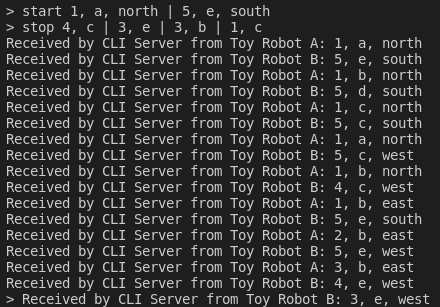 > start 1, a, north | 5, e, south
> stop 4, c | 3, e | 3, b | 1, c
Received by CLI Server from Toy Robot A: 1, a, north
Received by CLI Server from Toy Robot B: 5, e, south
Received by CLI Server from Toy Robot A: 1, b, north
Received by CLI Server from Toy Robot B: 5, d, south
Received by CLI Server from Toy Robot A: 1, c, north
Received by CLI Server from Toy Robot B: 5, c, south
Received by CLI Server from Toy Robot A: 1, a, north
Received by CLI Server from Toy Robot B: 5, c, west
Received by CLI Server from Toy Robot A: 1, b, north
Received by CLI Server from Toy Robot B: 4, c, west
Received by CLI Server from Toy Robot A: 1, b, east
Received by CLI Server from Toy Robot B: 5, e, south
Received by CLI Server from Toy Robot A: 2, b, east
Received by CLI Server from Toy Robot B: 5, e, west
Received by CLI Server from Toy Robot A: 3, b, east
Received by CLI Server from Toy Robot B: 4, e, west
> Received by CLI Server from Toy Robot B: 3, e, west